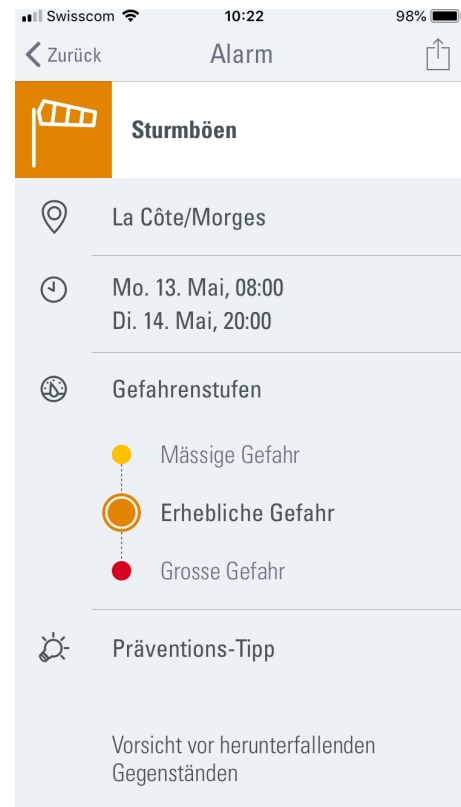 Swisscom 10:22 98%
Zurück Alarm
Sturmböen
La Côte/Morges
Mo. 13. Mai, 08:00
Di. 14. Mai, 20:00
Gefahrenstufen
Mässige Gefahr
Erhebliche Gefahr
Grosse Gefahr
Präventions-Tipp
Vorsicht vor herunterfallenden
Gegenständen